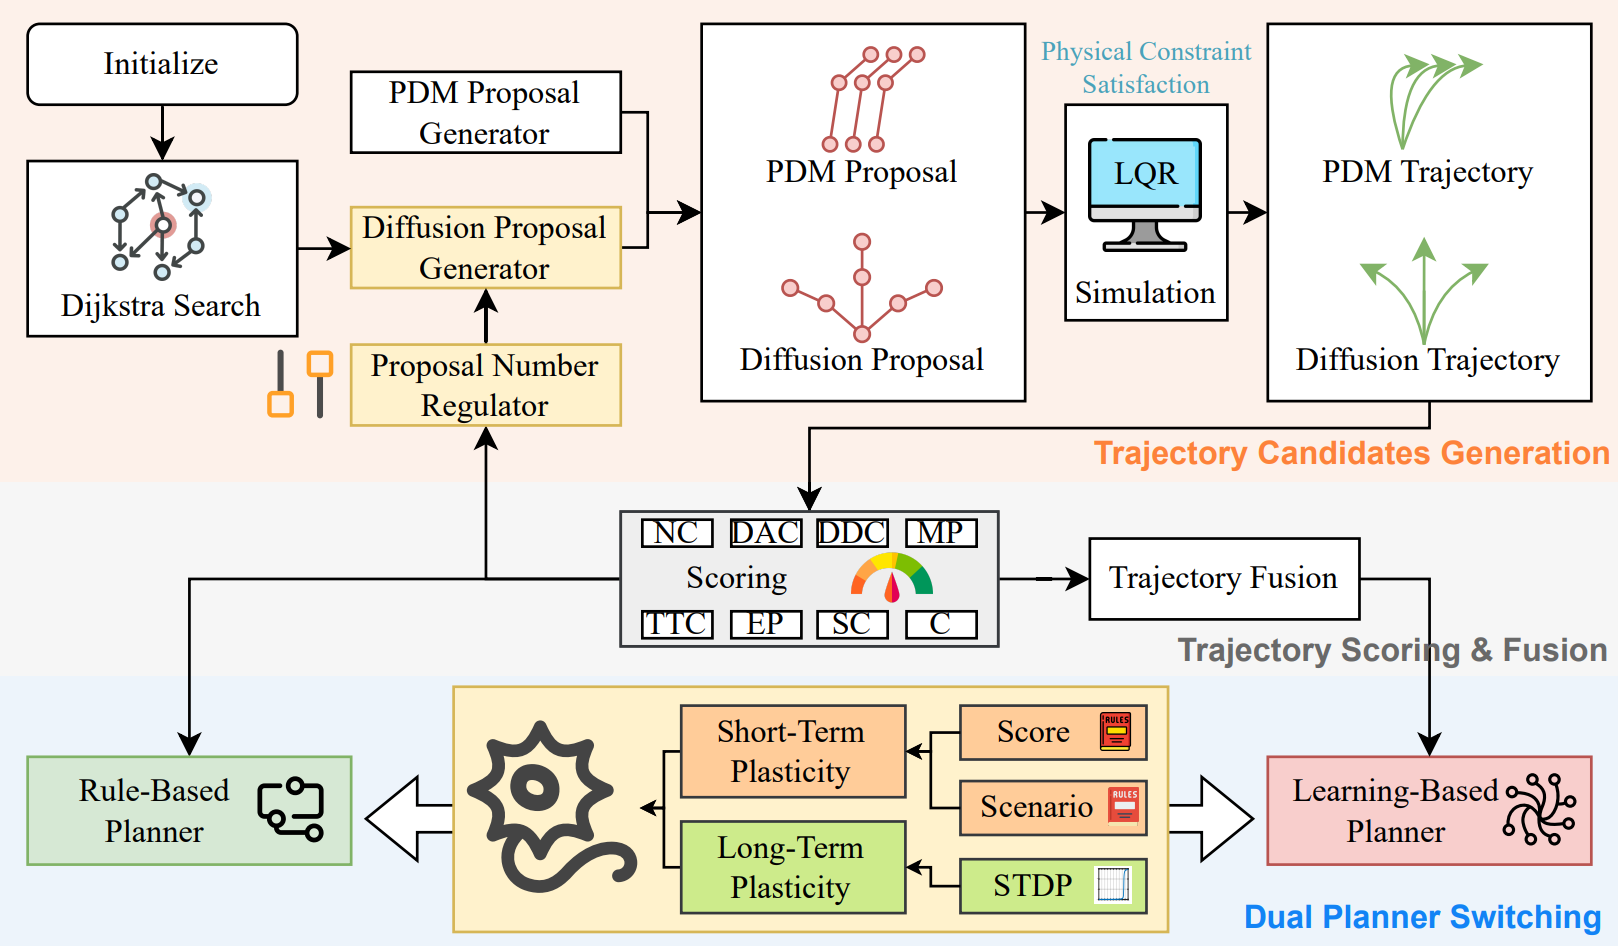 Initialize
Dijkstra Search
PDM Proposal
Generator
Diffusion Proposal
Generator
Proposal Number
Regulator
PDM Proposal
Diffusion Proposal
Physical Constraint
Satisfaction
LQR
Simulation
PDM Trajectory
Diffusion Trajectory
Trajectory Candidates Generation
NC DAC DDC MP
Scoring
TTC EP SC C
Trajectory Fusion
Trajectory Scoring & Fusion
Rule-Based
Planner
Short-Term
Plasticity
Long-Term
Plasticity
Score
RULES
Scenario
RULES
STDP
Learning-Based
Planner
Dual Planner Switching